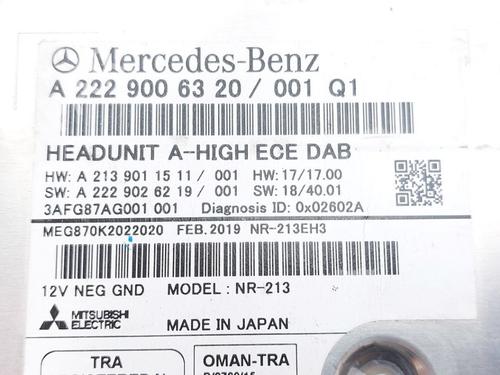 Mercedes-Benz
A 222 900 63 20 / 001 Q1
HEADUNIT A-HIGH ECE DAB
HW: A 213 901 15 11 / 001 HW: 17/17.00
SW: A 222 902 62 19 / 001 SW: 18/40.01
3AFG87AG001 001 Diagnosis ID: 0x02602A
MEG870K2022020 FEB.2019 NR-213EH3
12V NEG GND MODEL : NR-213
MITSUBISHI ELECTRIC
MADE IN JAPAN
TRA
OMAN-TRA